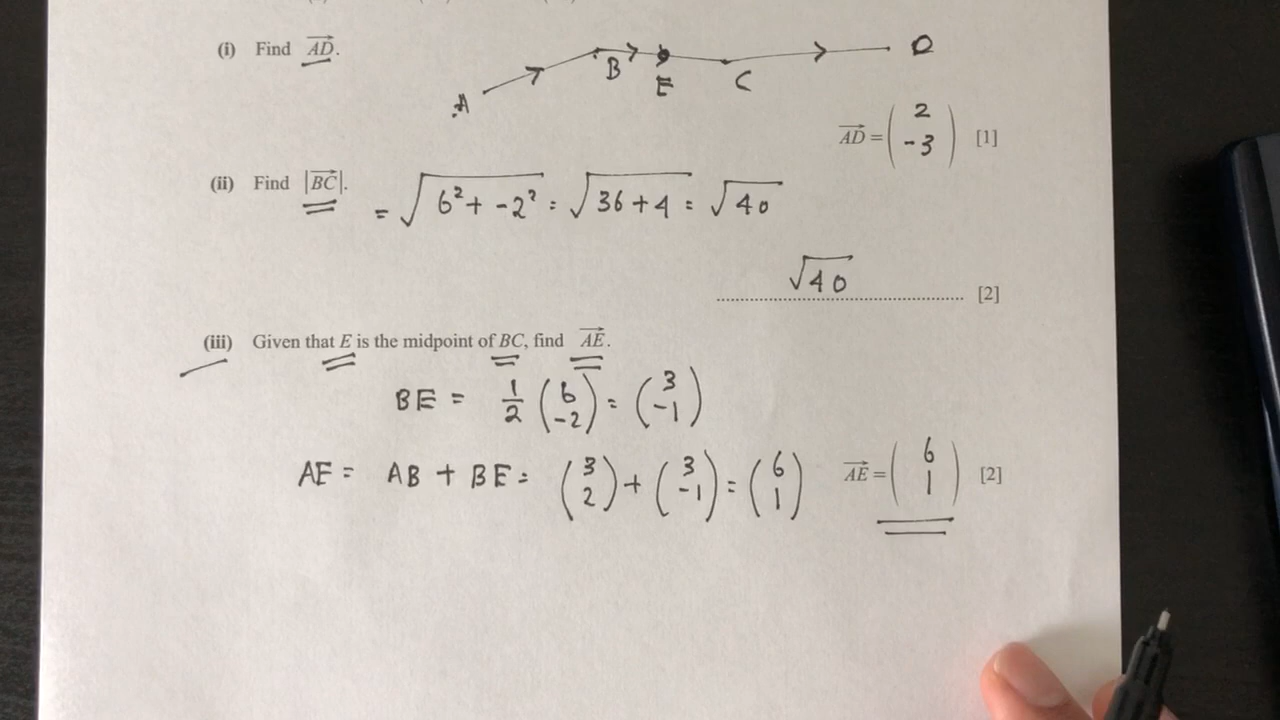 (i) Find AD.
A B E C D
AD = ( 2 -3 ) [1]
(ii) Find |BC|. = √6² + -2² = √36 + 4 = √40
√40 [2]
(iii) Given that E is the midpoint of BC, find AE.
BE = 1/2 ( 6 -2 ) = ( 3 -1 )
AE = AB + BE = ( 3 2 ) + ( 3 -1 ) = ( 6 1 ) AE = ( 6 1 ) [2]